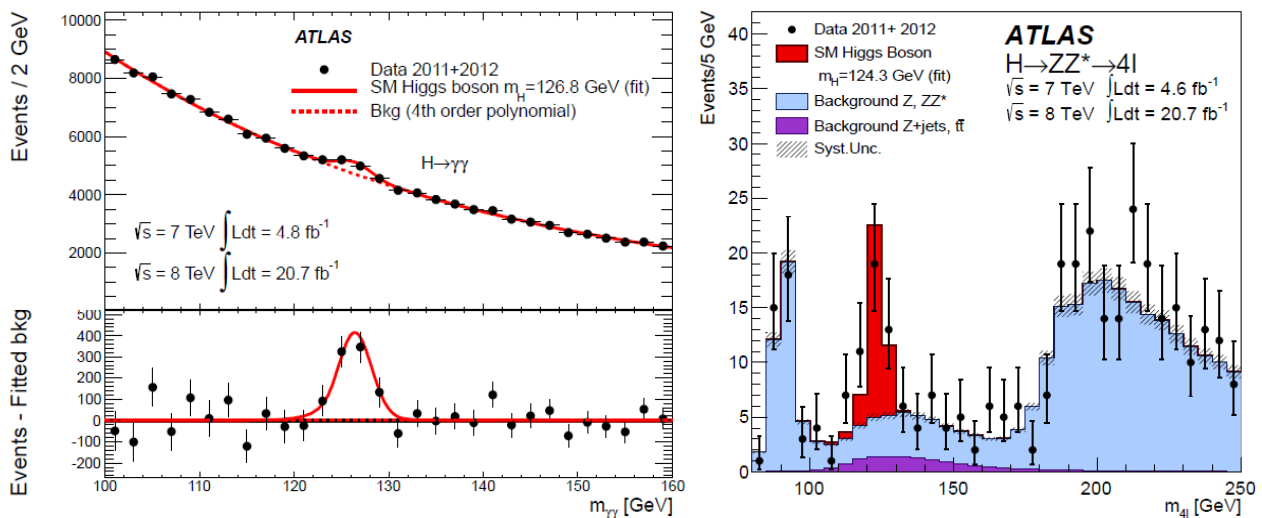 Events / 2 GeV
10000
8000
6000
4000
2000
ATLAS
Data 2011+2012
SM Higgs boson mH=126.8 GeV (fit)
Bkg (4th order polynomial)
H→γγ
√s = 7 TeV ∫Ldt = 4.8 fb⁻¹
√s = 8 TeV ∫Ldt = 20.7 fb⁻¹
Events - Fitted bkg
500
400
300
200
100
0
-100
-200
100 110 120 130 140 150 160
mγγ [GeV]
Events/5 GeV
40
35
30
25
20
15
10
5
0
Data 2011+ 2012
SM Higgs Boson
mH=124.3 GeV (fit)
Background Z, ZZ*
Background Z+jets, tt̄
Syst.Unc.
ATLAS
H→ZZ*→4l
√s = 7 TeV ∫Ldt = 4.6 fb⁻¹
√s = 8 TeV ∫Ldt = 20.7 fb⁻¹
100 150 200 250
m4l [GeV]